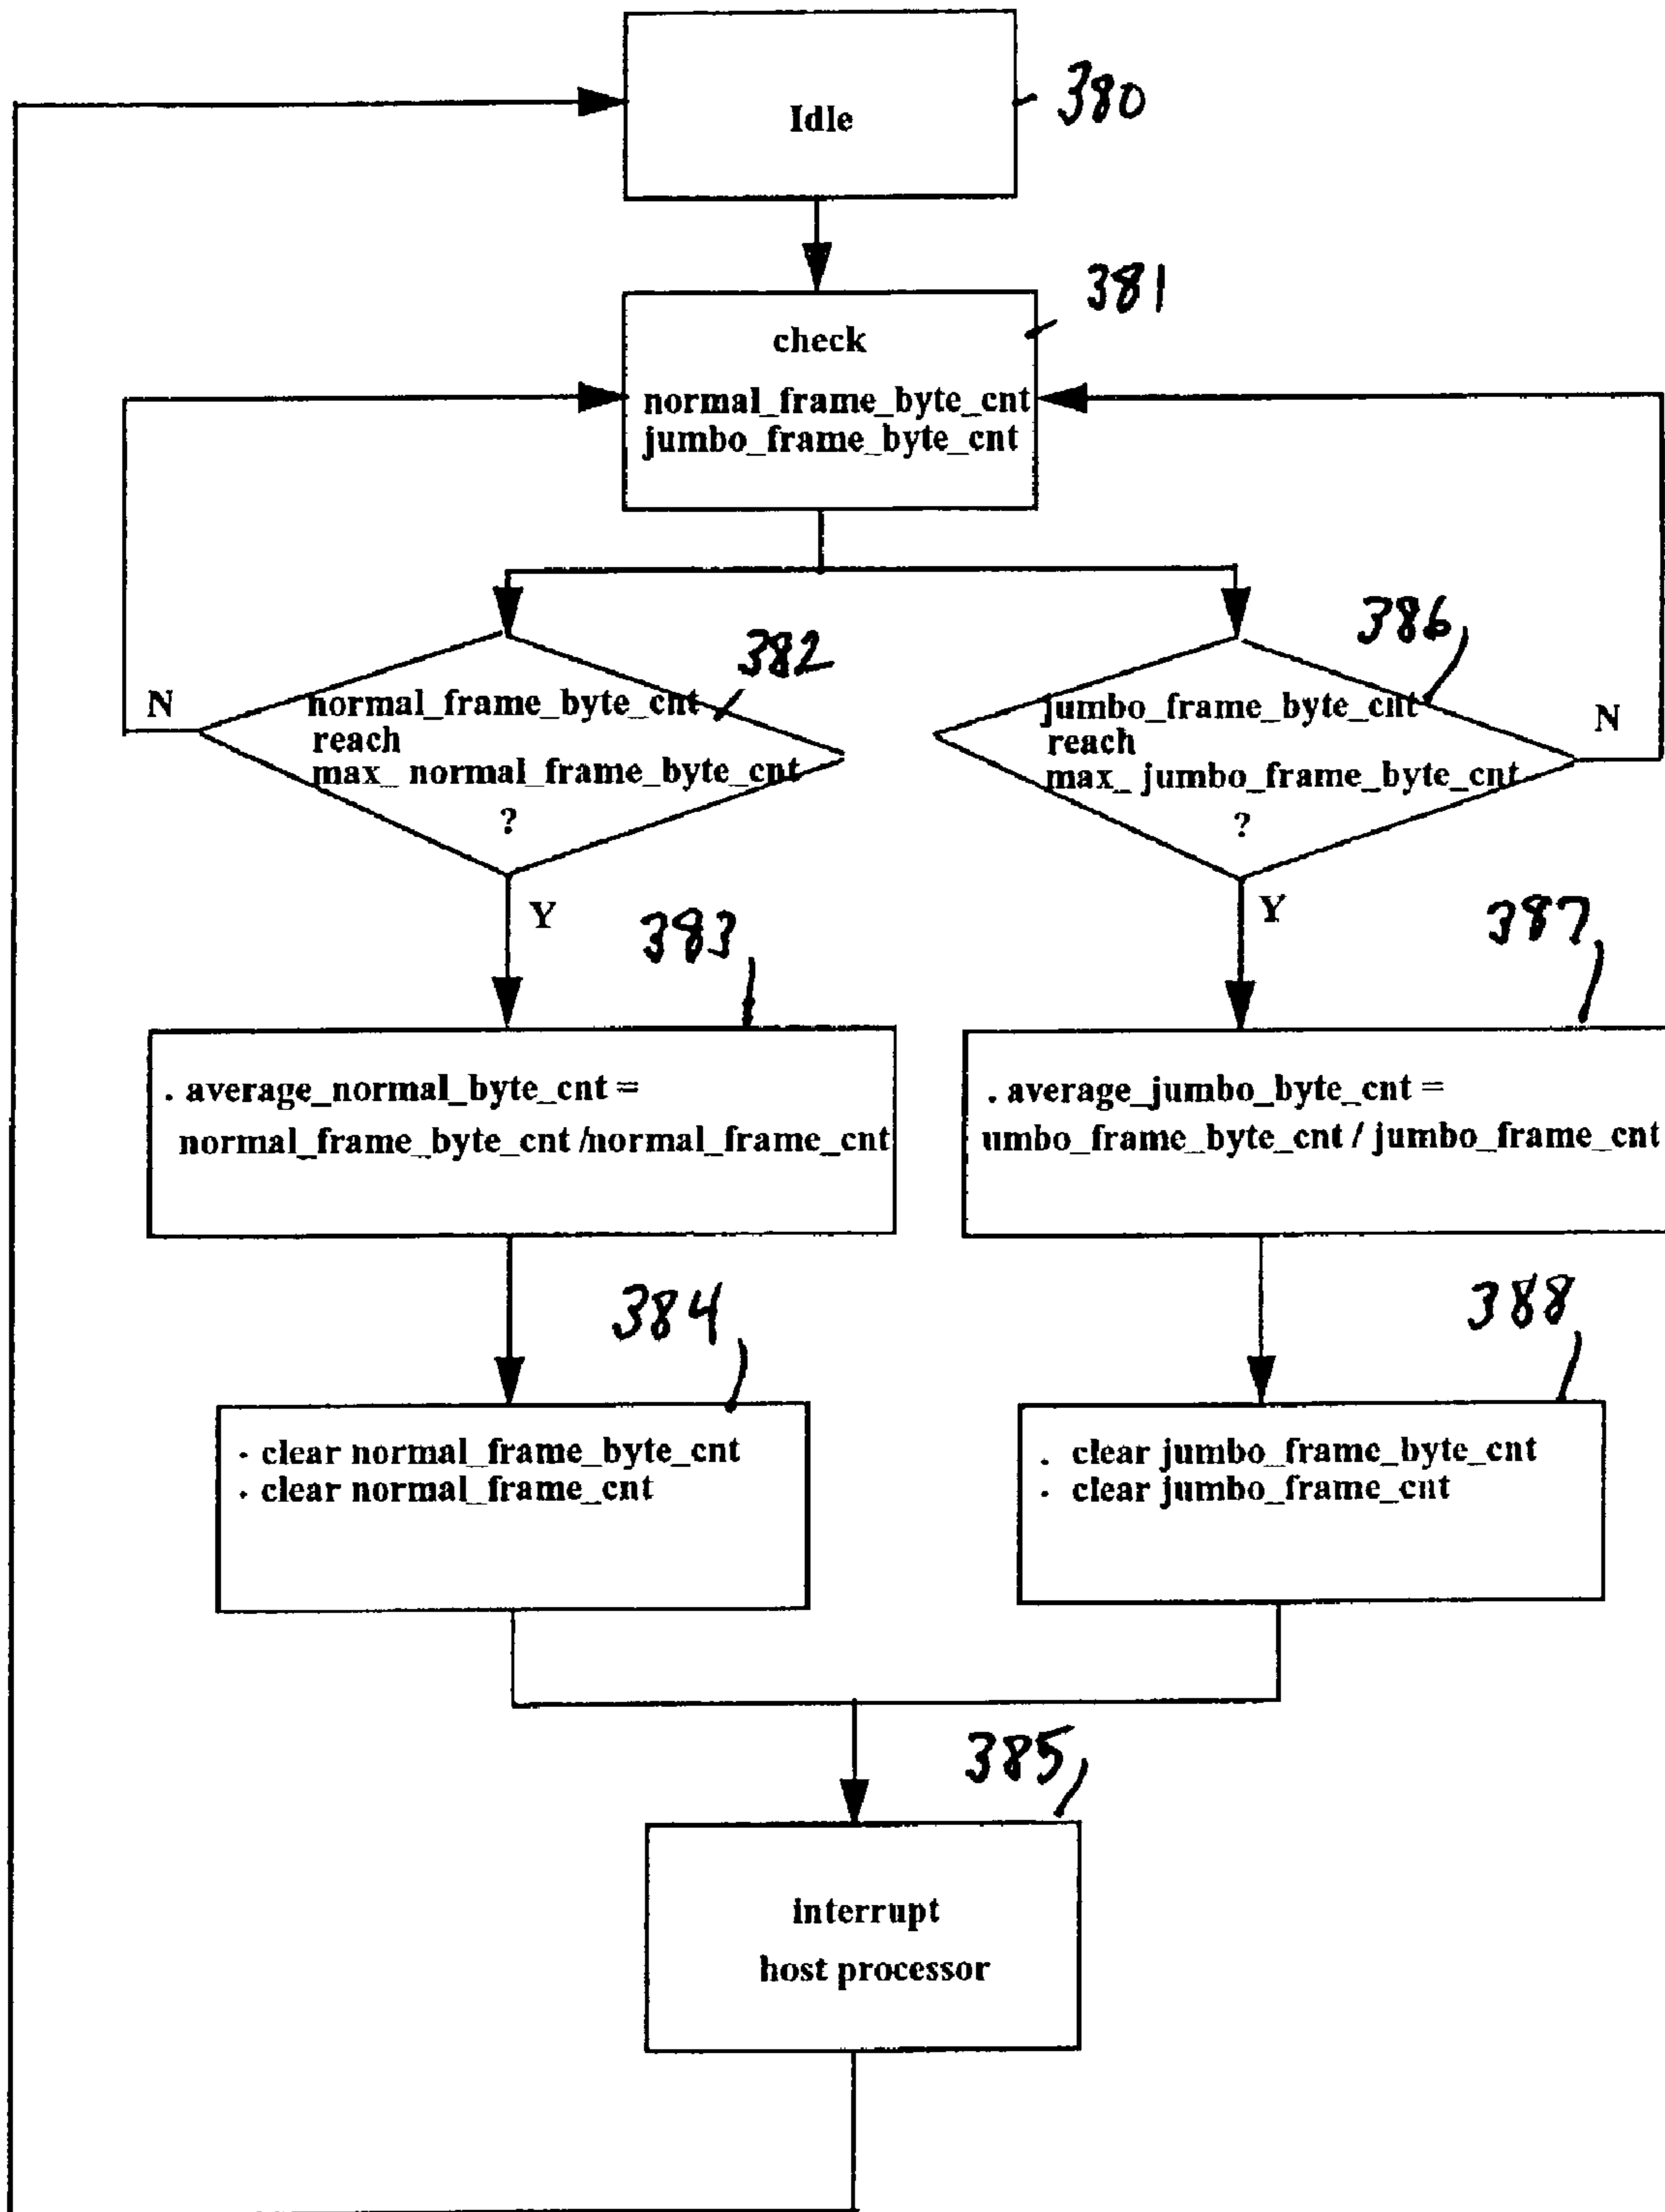 Idle
380
381
check
normal_frame_byte_cnt
jumbo_frame_byte_cnt
382
N
normal_frame_byte_cnt
reach
max_ normal_frame_byte_cnt
?
Y
386
jumbo_frame_byte_cnt
reach
max_ jumbo_frame_byte_cnt
?
N
Y
383
. average_normal_byte_cnt =
normal_frame_byte_cnt /normal_frame_cnt
387
. average_jumbo_byte_cnt =
umbo_frame_byte_cnt / jumbo_frame_cnt
384
. clear normal_frame_byte_cnt
. clear normal_frame_cnt
388
. clear jumbo_frame_byte_cnt
. clear jumbo_frame_cnt
385
interrupt
host processor